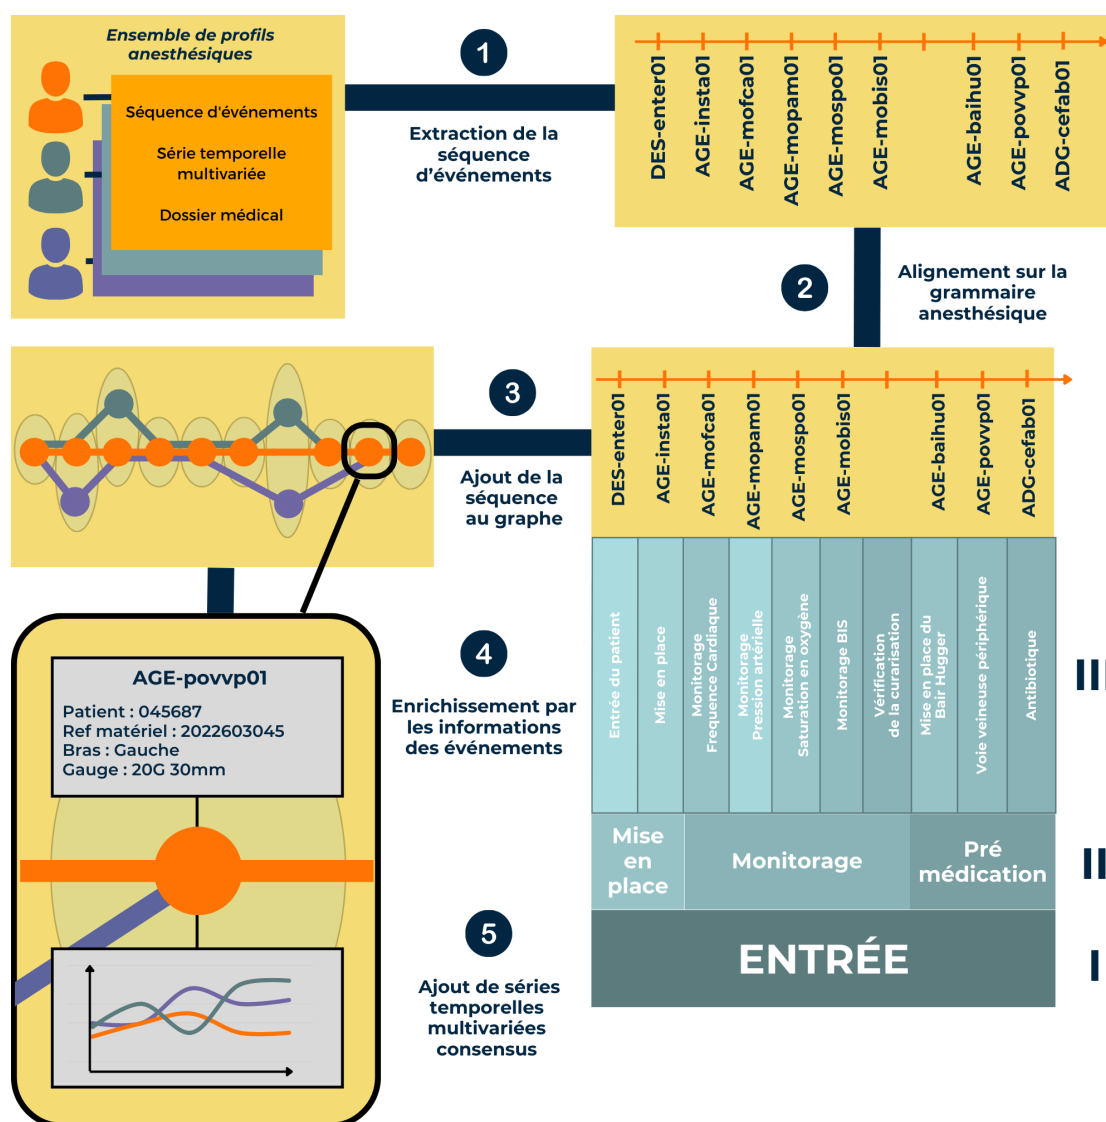 Ensemble de profils
anesthésiques
Séquence d'événements
Série temporelle
multivariée
Dossier médical
1
Extraction de la
séquence
d'événements
DES-enter01
AGE-insta01
AGE-mofca01
AGE-mopam01
AGE-mospo01
AGE-mobis01
AGE-baihu01
AGE-povvp01
ADG-cefab01
2
Alignement sur la
grammaire
anesthésique
3
Ajout de la
séquence
au graphe
DES-enter01
AGE-insta01
AGE-mofca01
AGE-mopam01
AGE-mospo01
AGE-mobis01
AGE-baihu01
AGE-povvp01
ADG-cefab01
Entrée du patient
Mise en place
Monitorage
Frequence Cardiaque
Monitorage
Pression artérielle
Monitorage
Saturation en oxygène
Monitorage BIS
Vérification
de la curarisation
Mise en place du
Bair Hugger
Voie veineuse périphérique
Antibiotique
III
Mise
en
place
Monitorage
Pré
médication
II
ENTRÉE
I
4
Enrichissement par
les informations
des événements
AGE-povvp01
Patient : 045687
Ref matériel : 2022603045
Bras : Gauche
Gauge : 20G 30mm
5
Ajout de séries
temporelles
multivariées
consensus